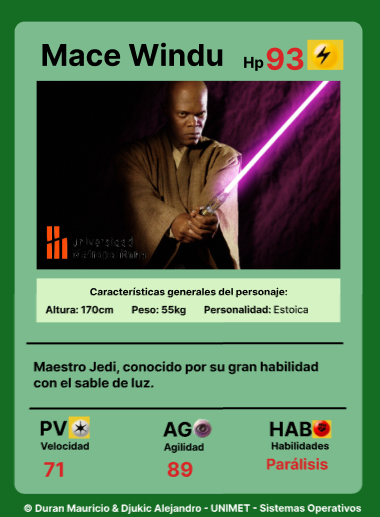 Mace Windu Hp 93
universidad
Características generales del personaje:
Altura: 170cm Peso: 55kg Personalidad: Estoica
Maestro Jedi, conocido por su gran habilidad
con el sable de luz.
PV AG HAB
Velocidad Agilidad Habilidades
71 89 Parálisis
© Duran Mauricio & Djukic Alejandro - UNIMET - Sistemas Operativos